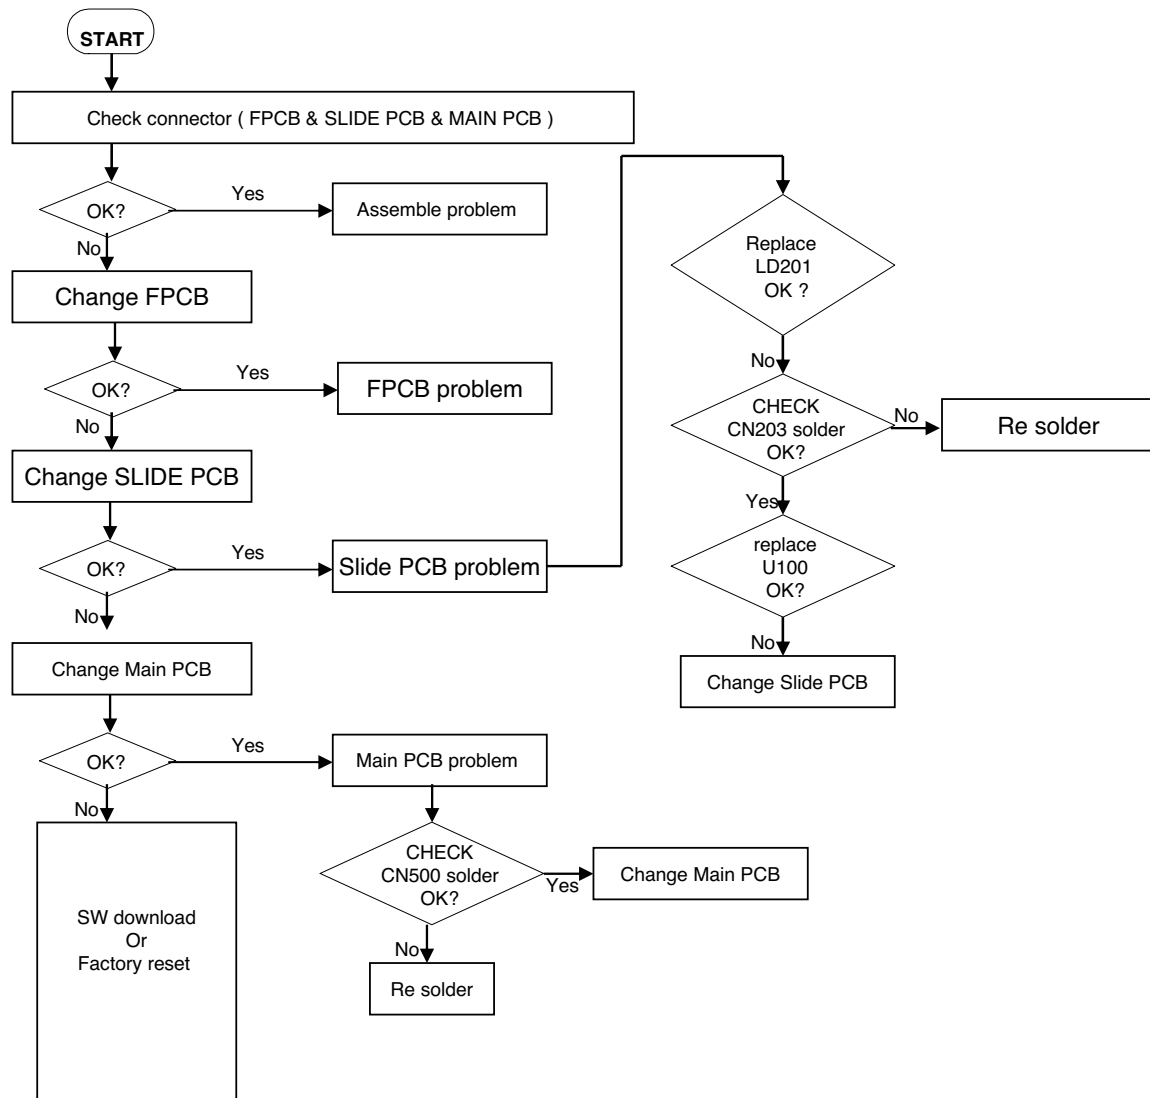 START
Check connector ( FPCB & SLIDE PCB & MAIN PCB )
OK?
Yes
Assemble problem
No
Change FPCB
OK?
Yes
FPCB problem
No
Change SLIDE PCB
OK?
Yes
Slide PCB problem
No
Change Main PCB
OK?
Yes
Main PCB problem
No
SW download
Or
Factory reset
CHECK
CN500 solder
OK?
Yes
Change Main PCB
No
Re solder
Replace
LD201
OK ?
No
CHECK
CN203 solder
OK?
No
Re solder
Yes
replace
U100
OK?
No
Change Slide PCB